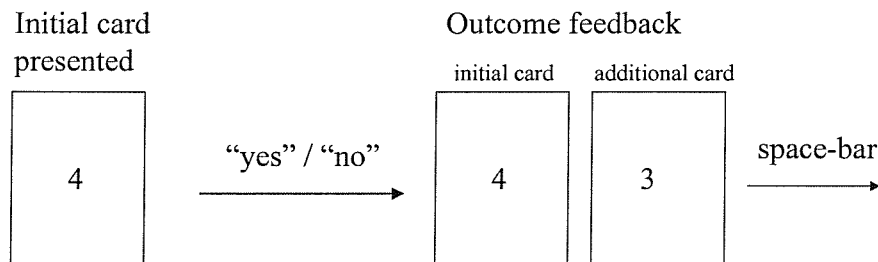 Initial card
presented
Outcome feedback
initial card
additional card
4
“yes” / “no”
4
3
space-bar